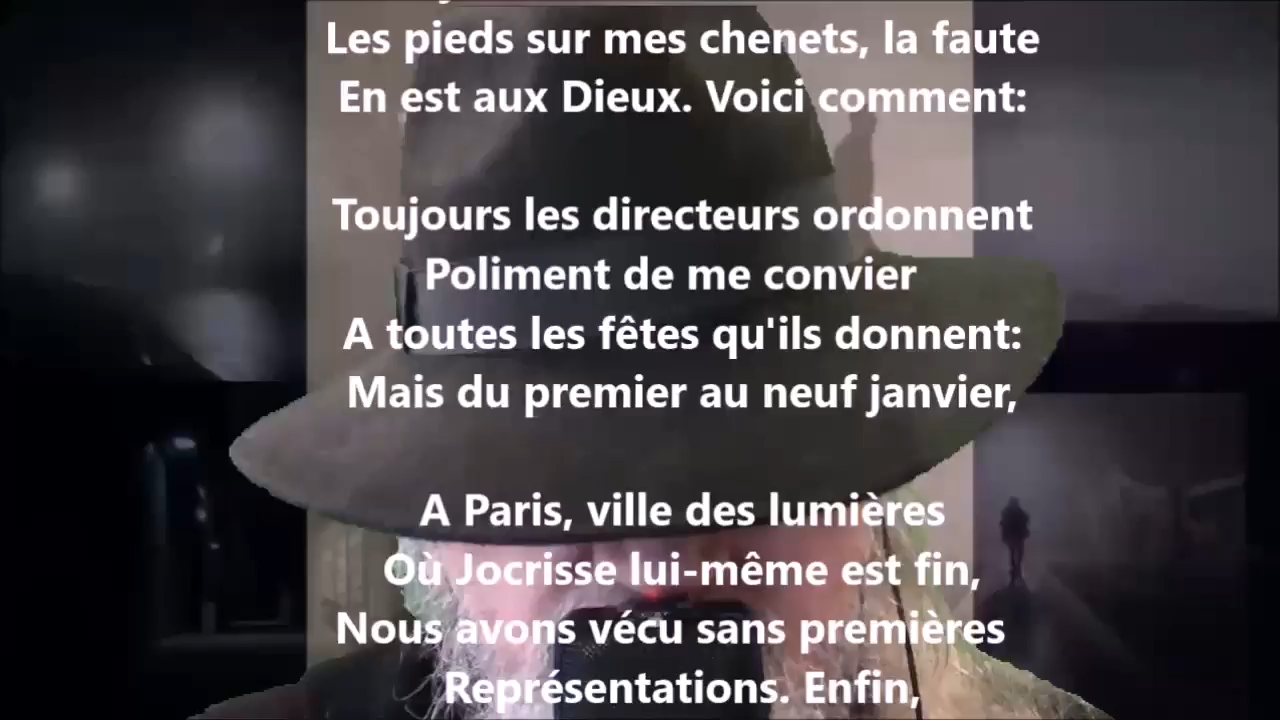 Les pieds sur mes chenets, la faute
En est aux Dieux. Voici comment:
Toujours les directeurs ordonnent
Poliment de me convier
A toutes les fêtes qu'ils donnent:
Mais du premier au neuf janvier,
A Paris, ville des lumières
Où Jocrisse lui-même est fin,
Nous avons vécu sans premières
Représentations. Enfin,